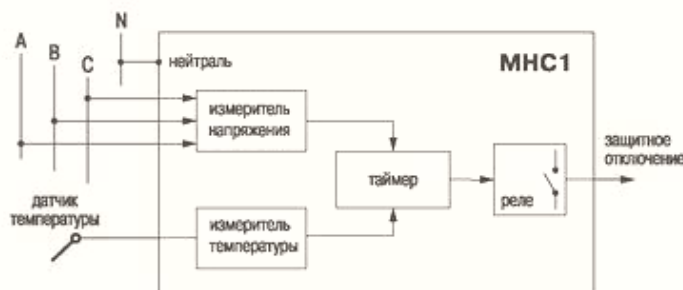 A
B
C
N
нейтраль
МНС1
измеритель
напряжения
таймер
реле
защитное
отключение
датчик
температуры
измеритель
температуры